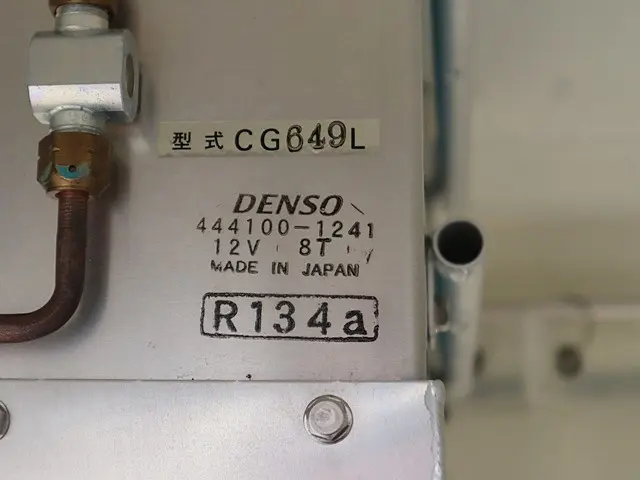 型式 CG649L
DENSO
444100-1241
12V 8T
MADE IN JAPAN
R134a